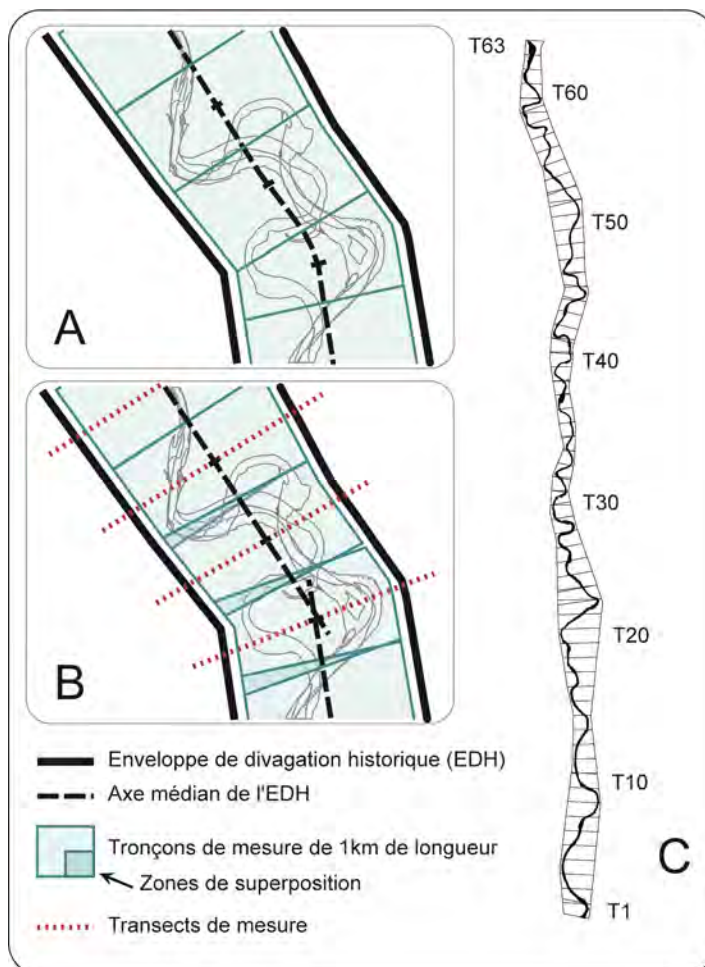 A
B
Enveloppe de divagation historique (EDH)
Axe médian de l'EDH
Tronçons de mesure de 1km de longueur
Zones de superposition
Transects de mesure
T63
T60
T50
T40
T30
T20
T10
T1
C